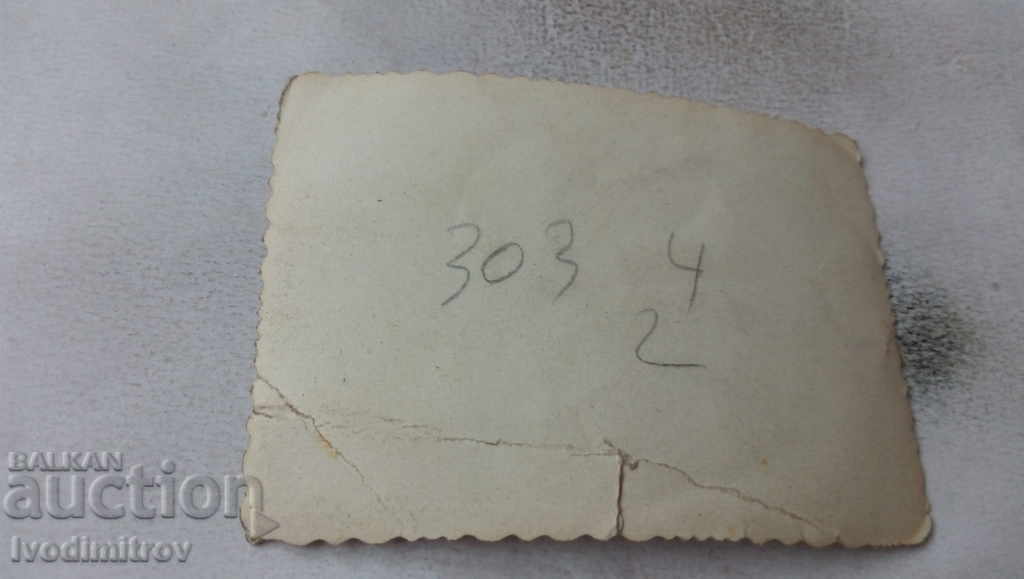 303 4
2
BALKAN
auction
Ivodimitrov